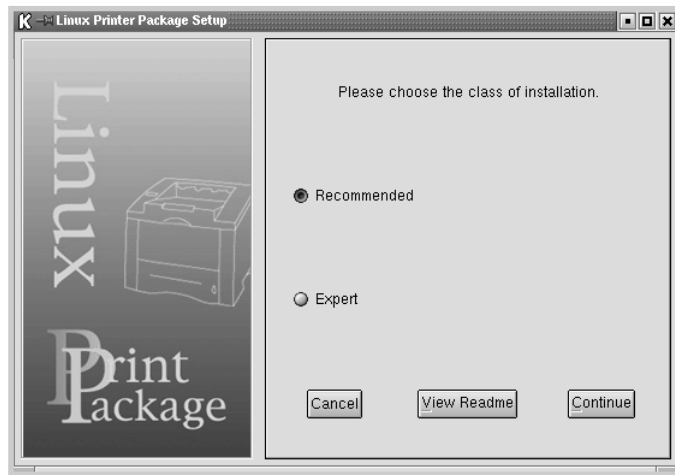 Linux Printer Package Setup
Linux
Print
Package
Please choose the class of installation.
Recommended
Expert
Cancel
View Readme
Continue